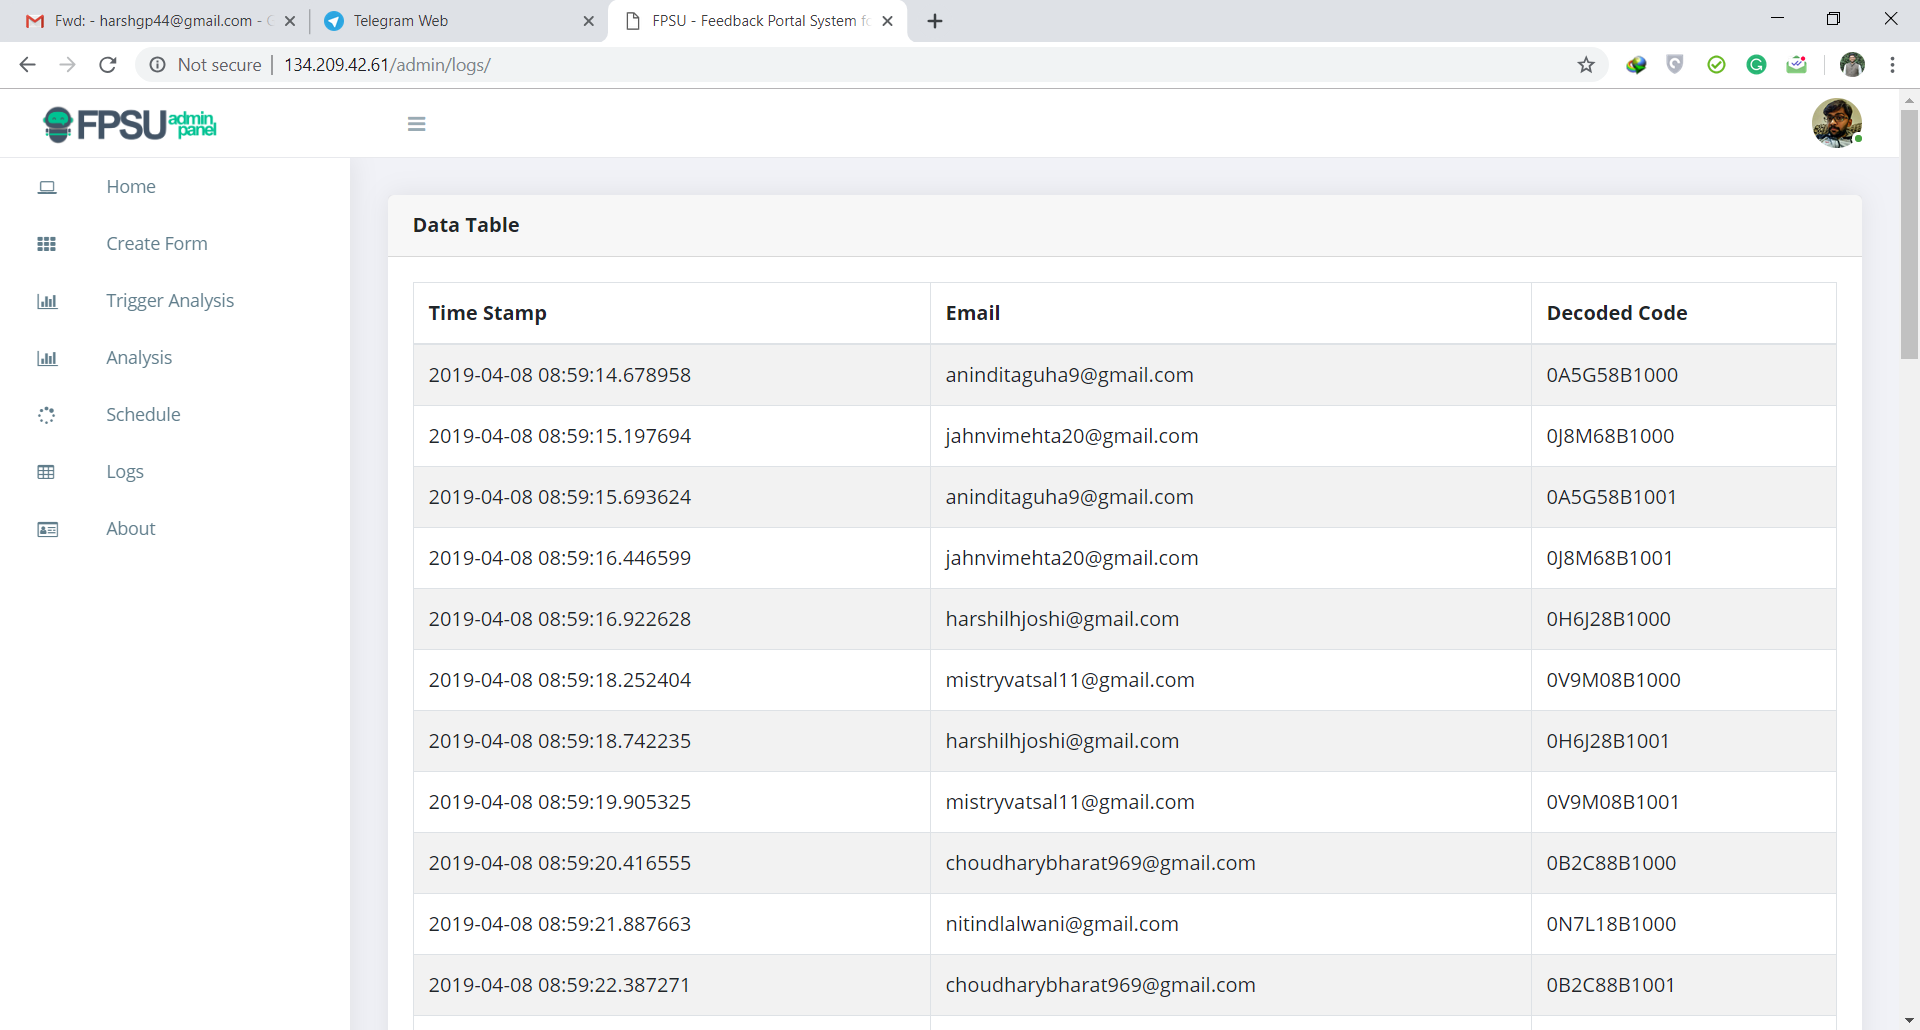 Fwd: - harshgp44@gmail.com -
Telegram Web
FPSU - Feedback Portal System
Not secure
134.209.42.61/admin/logs/
FPSU admin panel
Home
Create Form
Trigger Analysis
Analysis
Schedule
Logs
About
Data Table
Time Stamp Email Decoded Code
2019-04-08 08:59:14.678958 aninditaguha9@gmail.com 0A5G58B1000
2019-04-08 08:59:15.197694 jahnvimehta20@gmail.com 0J8M68B1000
2019-04-08 08:59:15.693624 aninditaguha9@gmail.com 0A5G58B1001
2019-04-08 08:59:16.446599 jahnvimehta20@gmail.com 0J8M68B1001
2019-04-08 08:59:16.922628 harshilhjoshi@gmail.com 0H6J28B1000
2019-04-08 08:59:18.252404 mistryvatsal11@gmail.com 0V9M08B1000
2019-04-08 08:59:18.742235 harshilhjoshi@gmail.com 0H6J28B1001
2019-04-08 08:59:19.905325 mistryvatsal11@gmail.com 0V9M08B1001
2019-04-08 08:59:20.416555 choudharybharat969@gmail.com 0B2C88B1000
2019-04-08 08:59:21.887663 nitindlalwani@gmail.com 0N7L18B1000
2019-04-08 08:59:22.387271 choudharybharat969@gmail.com 0B2C88B1001